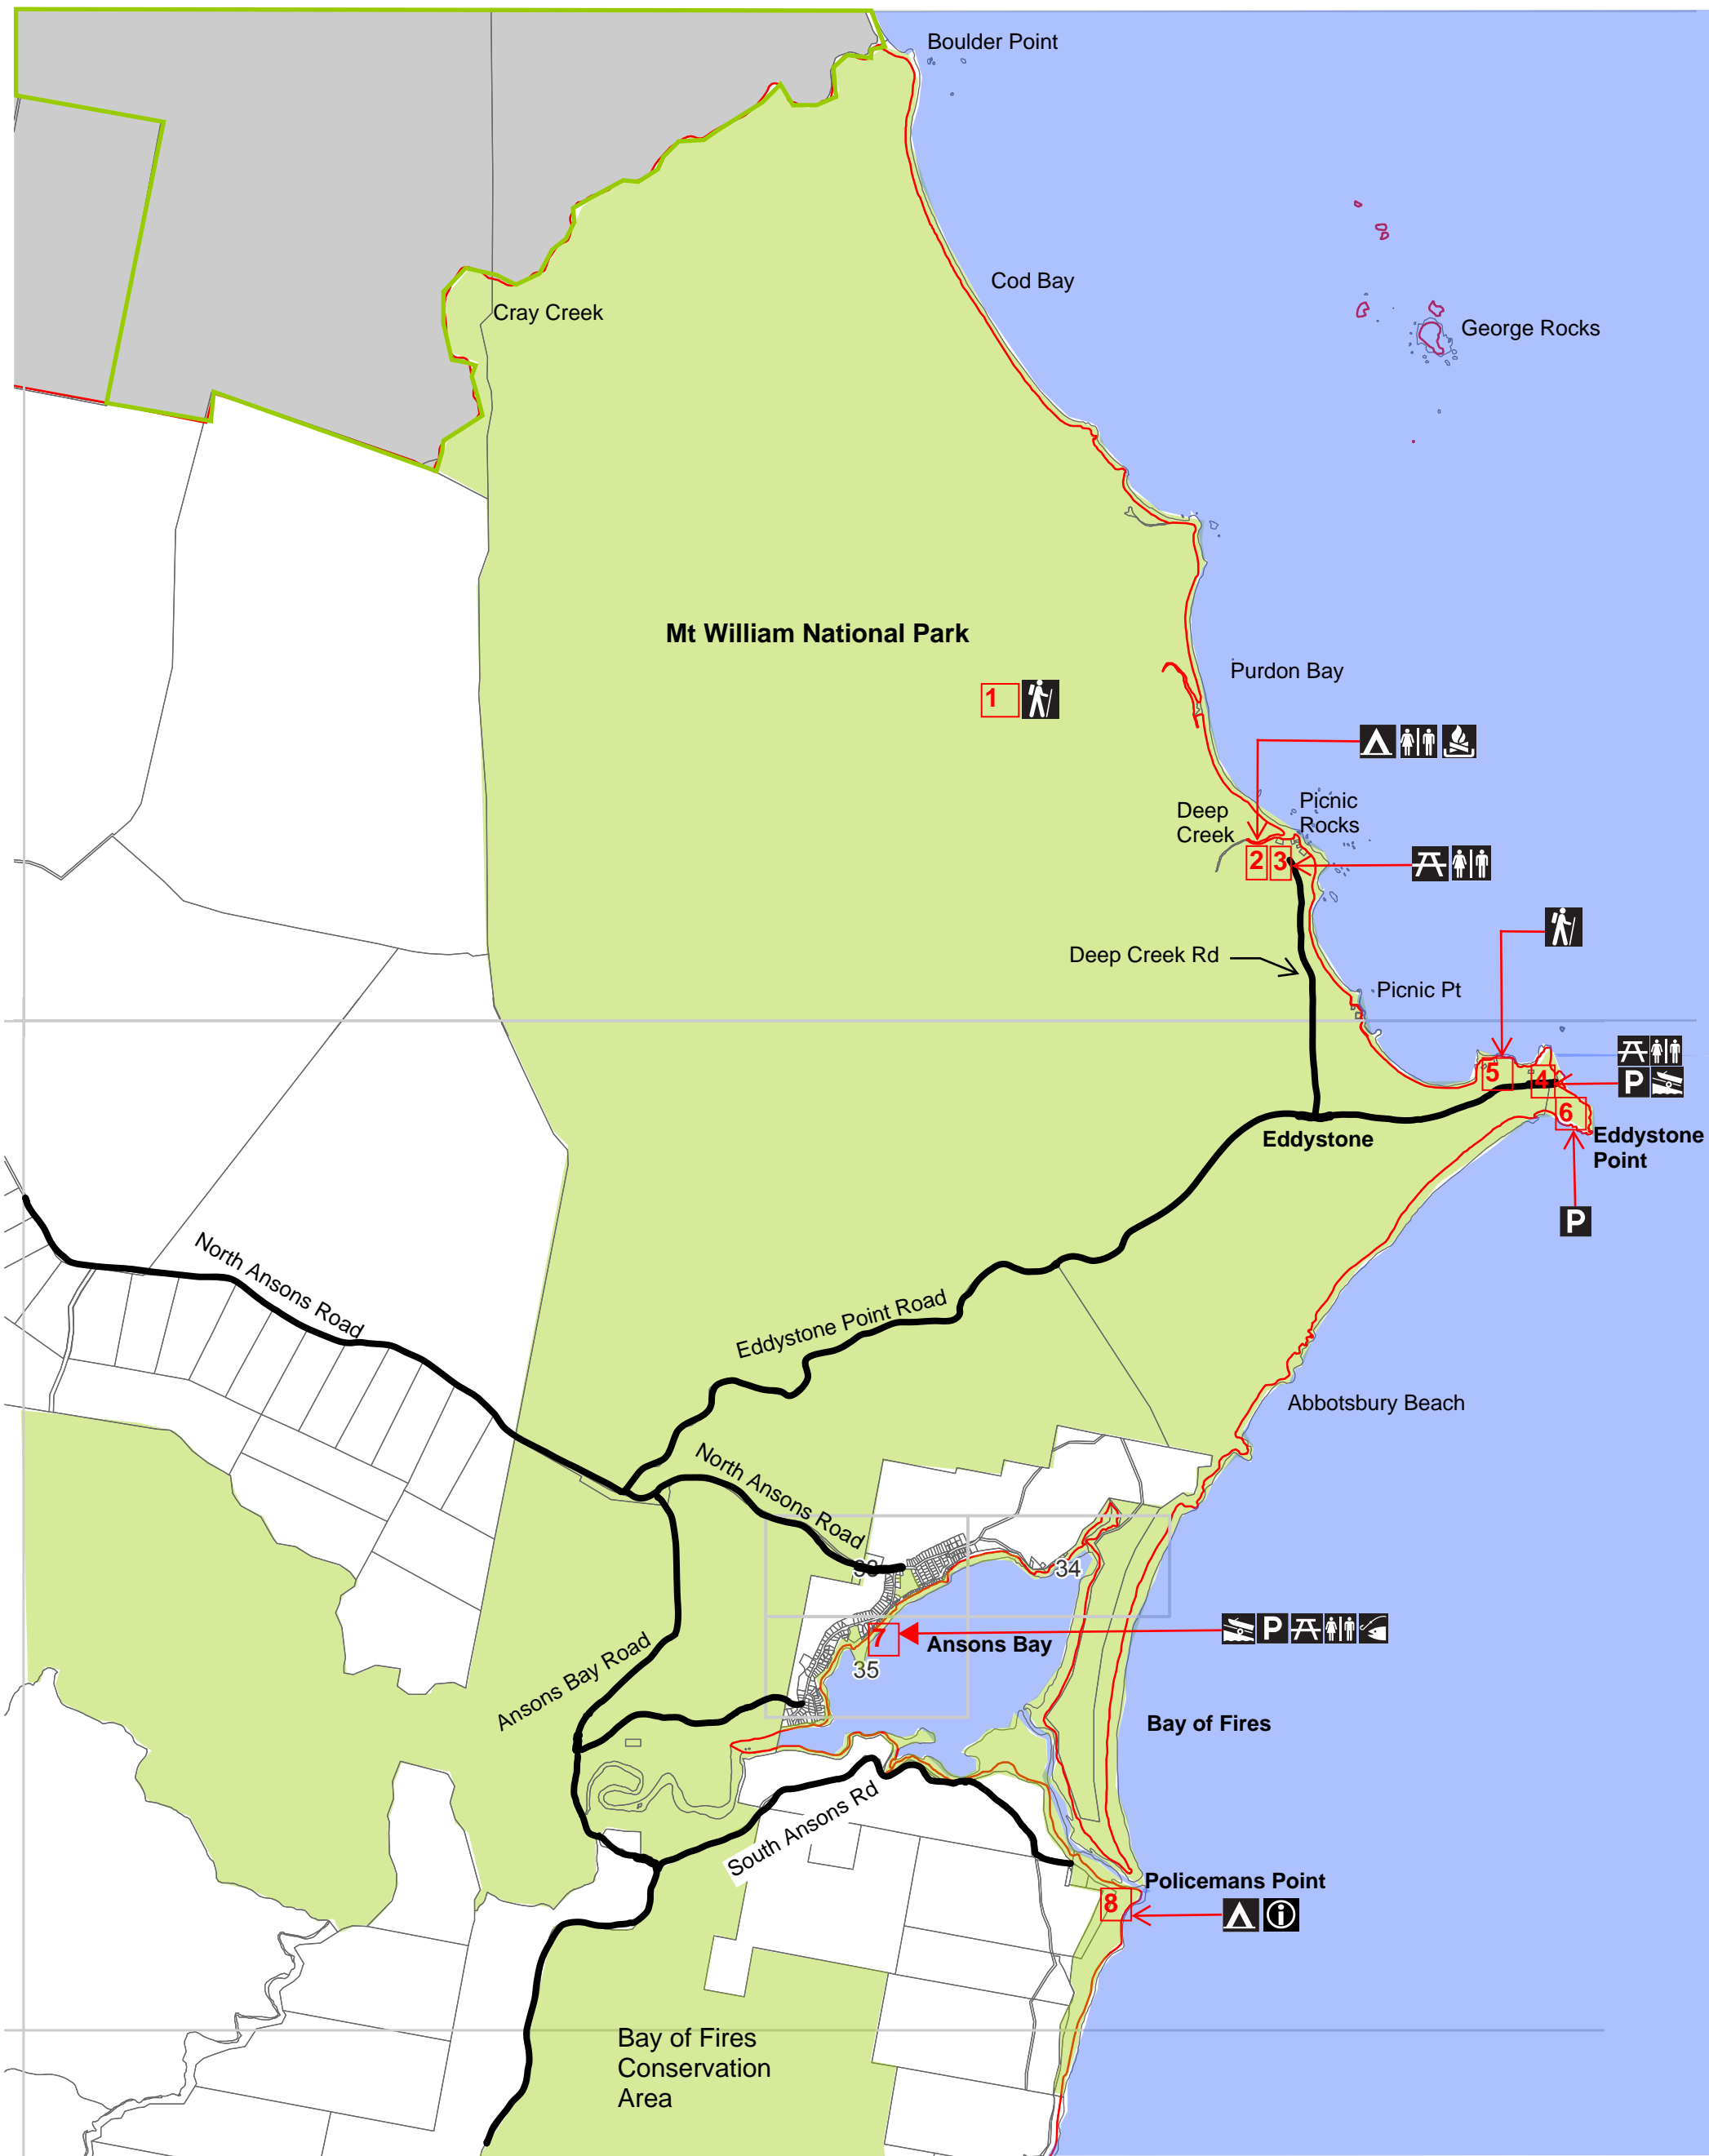 Boulder Point
Cod Bay
Cray Creek
George Rocks
Mt William National Park
1
Purdon Bay
Deep
Creek
Picnic
Rocks
2
3
Deep Creek Rd
Picnic Pt
5
4
P
6
Eddystone
Eddystone
Point
P
North Ansons Road
Eddystone Point Road
Abbotsbury Beach
North Ansons Road
34
P
7
Ansons Bay
35
Ansons Bay Road
Bay of Fires
South Ansons Rd
Policemans Point
8
i
Bay of Fires
Conservation
Area